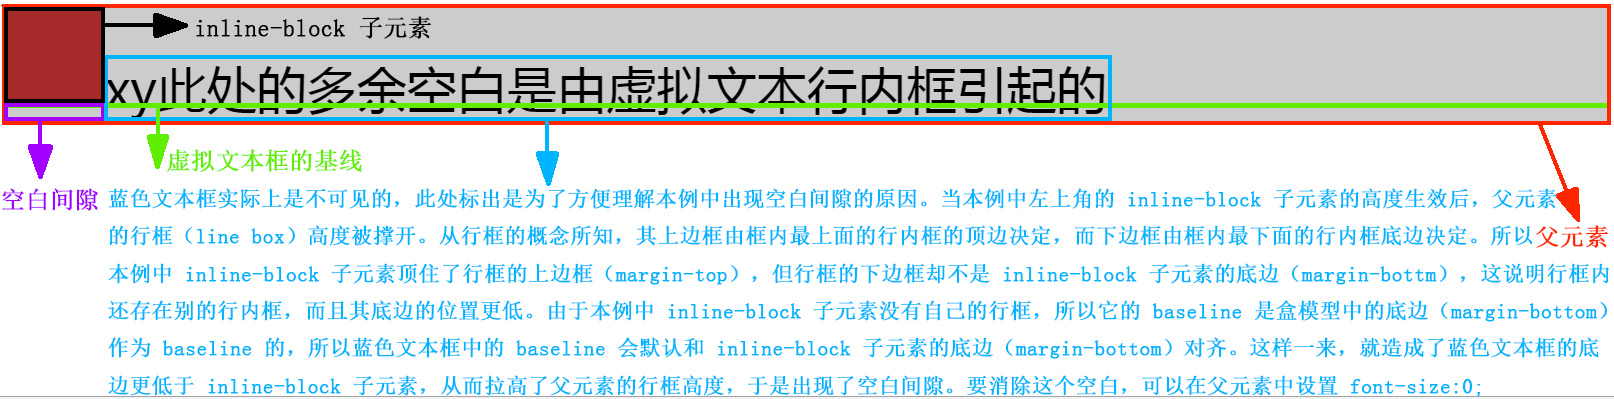 inline-block 子元素
xy此处的多余空白是由虚拟文本行内框引起的
虚拟文本框的基线
空白间隙
蓝色文本框实际上是不可见的，此处标出是为了方便理解本例中出现空白间隙的原因。当本例中左上角的 inline-block 子元素的高度生效后，父元素
的行框（line box）高度被撑开。从行框的概念所知，其上边框由框内最上面的行内框的顶边决定，而下边框由框内最下面的行内框底边决定。所以
父元素
本例中 inline-block 子元素顶住了行框的上边框（margin-top），但行框的下边框却不是 inline-block 子元素的底边（margin-bottm），这说明行框内
还存在别的行内框，而且其底边的位置更低。由于本例中 inline-block 子元素没有自己的行框，所以它的 baseline 是盒模型中的底边（margin-bottom）
作为 baseline 的，所以蓝色文本框中的 baseline 会默认和 inline-block 子元素的底边（margin-bottom）对齐。这样一来，就造成了蓝色文本框的底
边更低于 inline-block 子元素，从而拉高了父元素的行框高度，于是出现了空白间隙。要消除这个空白，可以在父元素中设置 font-size:0;